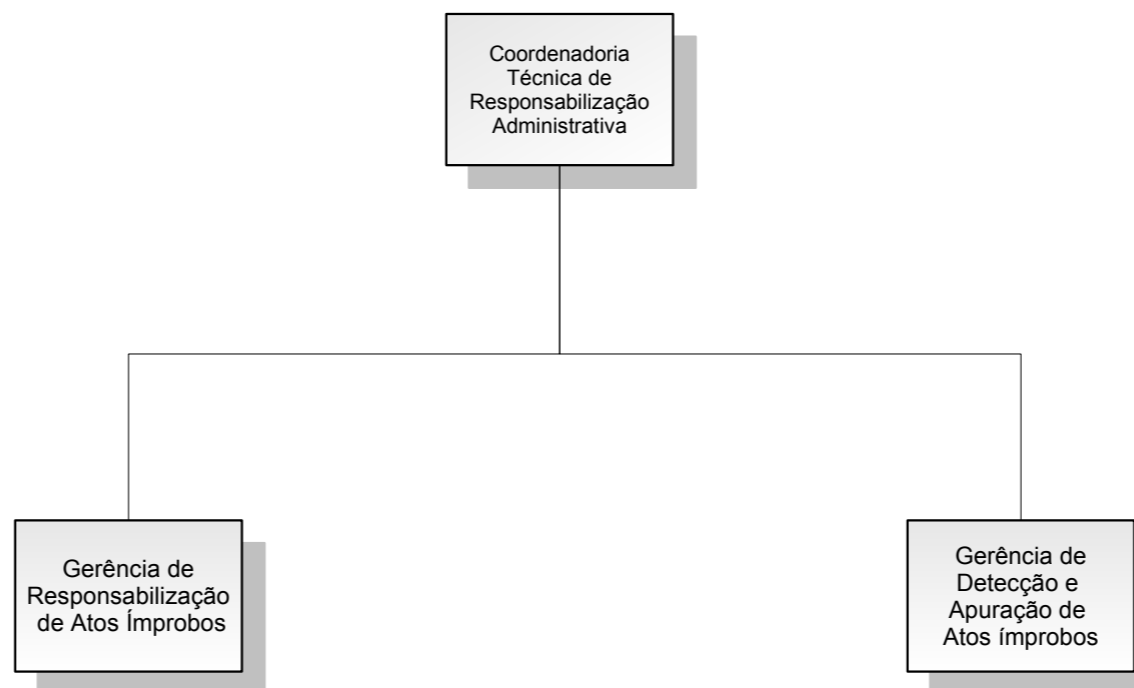 Coordenadoria
Técnica de
Responsabilização
Administrativa
Gerência de
Responsabilização
de Atos Ímprobos
Gerência de
Detecção e
Apuração de
Atos ímprobos